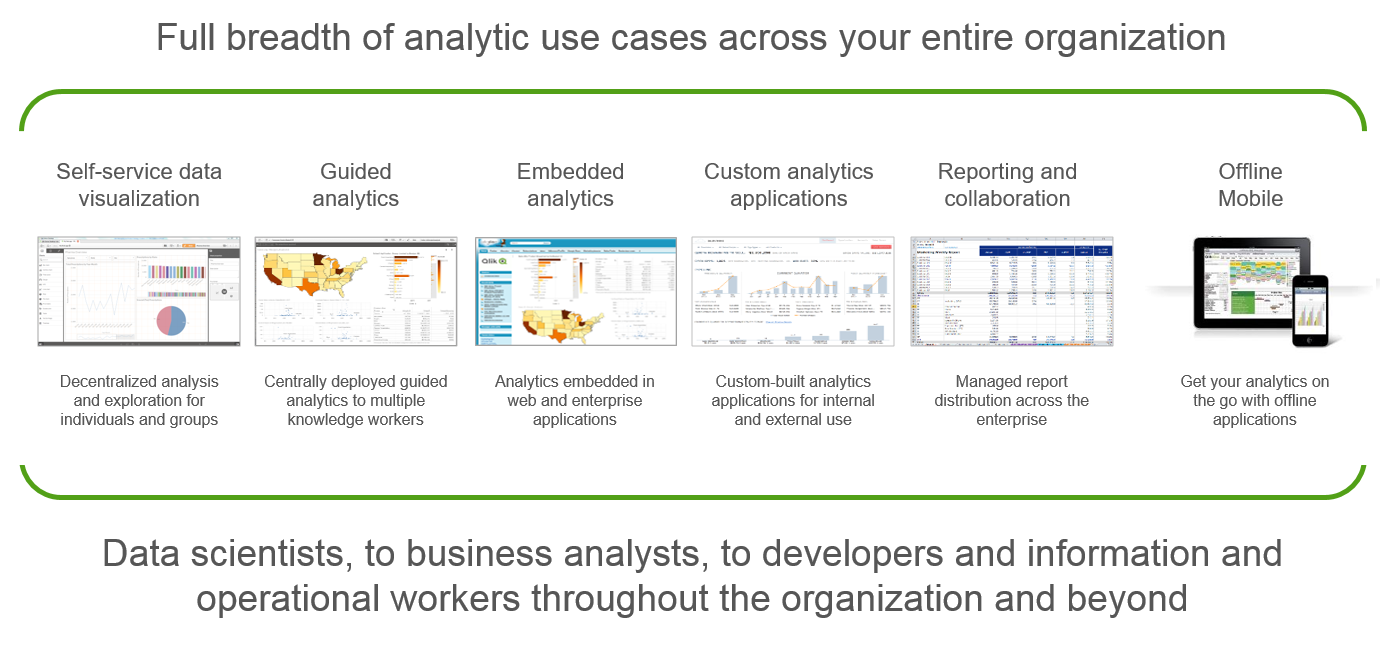 Full breadth of analytic use cases across your entire organization
Self-service data
visualization
Guided
analytics
Embedded
analytics
Custom analytics
applications
Reporting and
collaboration
Offline
Mobile
Qlik
Decentralized analysis
and exploration for
individuals and groups
Centrally deployed guided
analytics to multiple
knowledge workers
Analytics embedded in
web and enterprise
applications
Custom-built analytics
applications for internal
and external use
Managed report
distribution across the
enterprise
Get your analytics on
the go with offline
applications
Data scientists, to business analysts, to developers and information and
operational workers throughout the organization and beyond